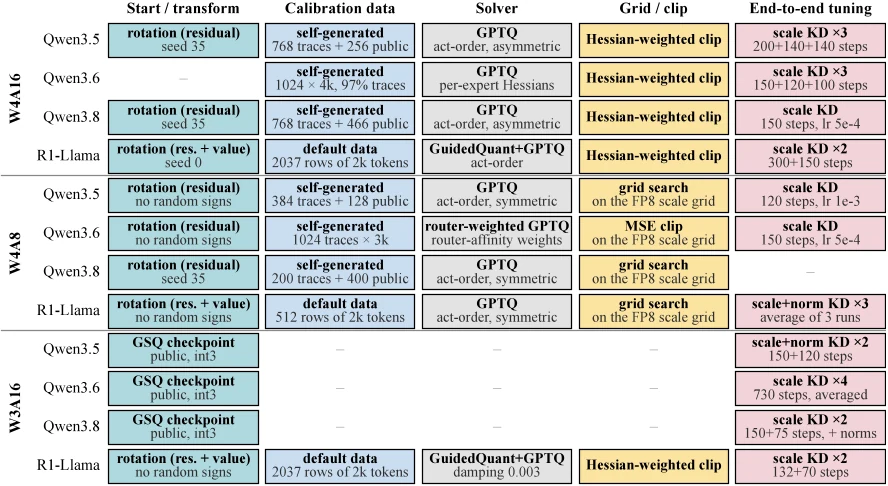 Start / transform Calibration data Solver Grid / clip End-to-end tuning
W4A16
Qwen3.5 rotation (residual) self-generated GPTQ Hessian-weighted clip scale KD ×3
seed 35 768 traces + 256 public act-order, asymmetric 200+140+140 steps
Qwen3.6 – self-generated GPTQ Hessian-weighted clip scale KD ×3
1024 × 4k, 97% traces per-expert Hessians 150+120+100 steps
Qwen3.8 rotation (residual) self-generated GPTQ Hessian-weighted clip scale KD
seed 35 768 traces + 466 public act-order, asymmetric 150 steps, lr 5e-4
R1-Llama rotation (res. + value) default data GuidedQuant+GPTQ Hessian-weighted clip scale KD ×2
seed 0 2037 rows of 2k tokens act-order 300+150 steps
W4A8
Qwen3.5 rotation (residual) self-generated GPTQ grid search scale KD
no random signs 384 traces + 128 public act-order, symmetric on the FP8 scale grid 120 steps, lr 1e-3
Qwen3.6 rotation (residual) self-generated router-weighted GPTQ MSE clip scale KD
no random signs 1024 traces × 3k router-affinity weights on the FP8 scale grid 150 steps, lr 5e-4
Qwen3.8 rotation (residual) self-generated GPTQ grid search –
seed 35 200 traces + 400 public act-order, symmetric on the FP8 scale grid
R1-Llama rotation (res. + value) default data GPTQ grid search scale+norm KD ×3
no random signs 512 rows of 2k tokens act-order, symmetric on the FP8 scale grid average of 3 runs
W3A16
Qwen3.5 GSQ checkpoint – – – scale+norm KD ×2
public, int3 150+120 steps
Qwen3.6 GSQ checkpoint – – – scale KD ×4
public, int3 730 steps, averaged
Qwen3.8 GSQ checkpoint – – – scale KD ×2
public, int3 150+75 steps, + norms
R1-Llama rotation (res. + value) default data GuidedQuant+GPTQ Hessian-weighted clip scale KD ×2
no random signs 2037 rows of 2k tokens damping 0.003 132+70 steps